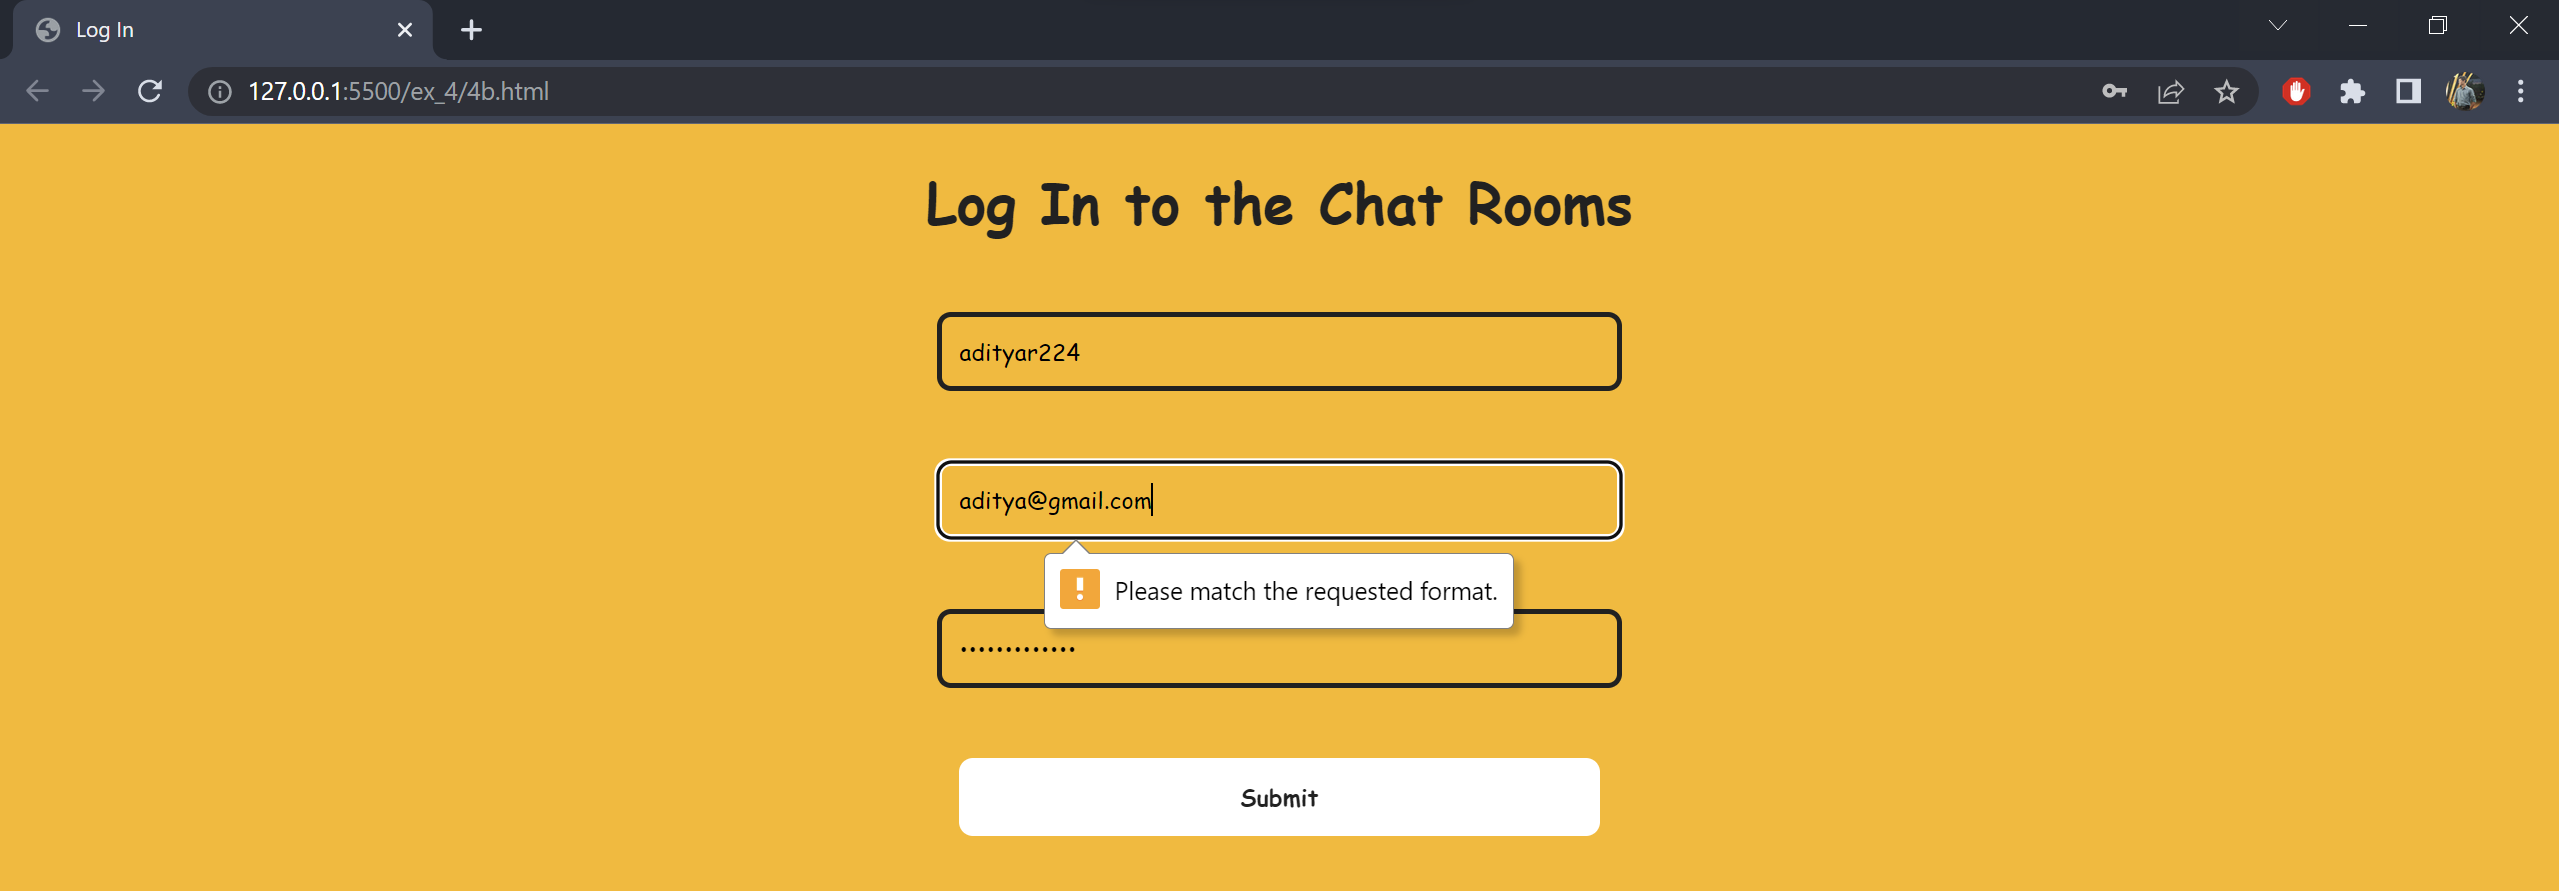 Log In
127.0.0.1:5500/ex_4/4b.html
Log In to the Chat Rooms
adityar224
aditya@gmail.com
Please match the requested format.
•••••••••••••
Submit